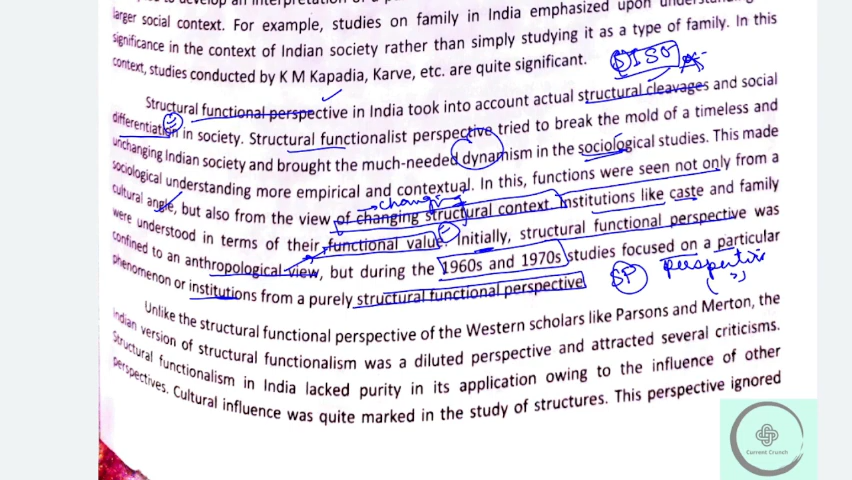 to develop an interpretation of a
larger social context. For example, studies on family in India emphasized upon
significance in the context of Indian society rather than simply studying it as a type of family. In this
context, studies conducted by K M Kapadia, Karve, etc. are quite significant.
Structural functional perspective in India took into account actual structural cleavages and social
differentiation in society. Structural functionalist perspective tried to break the mold of a timeless and
unchanging Indian society and brought the much-needed dynamism in the sociological studies. This made
sociological understanding more empirical and contextual. In this, functions were seen not only from a
changing
cultural angle, but also from the view of changing structural context. Institutions like caste and family
were understood in terms of their functional value. Initially, structural functional perspective was
confined to an anthropological view, but during the 1960s and 1970s studies focused on a particular
phenomenon or institutions from a purely structural functional perspective
SP perspective
Unlike the structural functional perspective of the Western scholars like Parsons and Merton, the
Indian version of structural functionalism was a diluted perspective and attracted several criticisms.
Structural functionalism in India lacked purity in its application owing to the influence of other
perspectives. Cultural influence was quite marked in the study of structures. This perspective ignored
Current Crunch